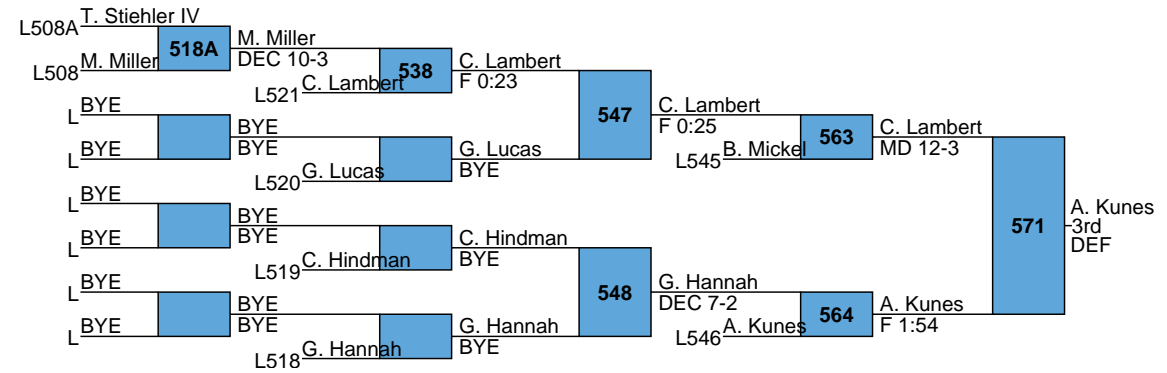 T. Stiehler IV
L508A
518A
M. Miller
DEC 10-3
M. Miller
L508
538
C. Lambert
F 0:23
C. Lambert
L521
BYE
L
BYE
BYE
BYE
L
G. Lucas
BYE
G. Lucas
L520
547
C. Lambert
F 0:25
B. Mickel
L545
563
C. Lambert
MD 12-3
BYE
L
BYE
BYE
BYE
L
C. Hindman
BYE
C. Hindman
L519
BYE
L
BYE
BYE
BYE
L
G. Hannah
BYE
G. Hannah
L518
548
G. Hannah
DEC 7-2
A. Kunes
L546
564
A. Kunes
F 1:54
571
A. Kunes
3rd
DEF